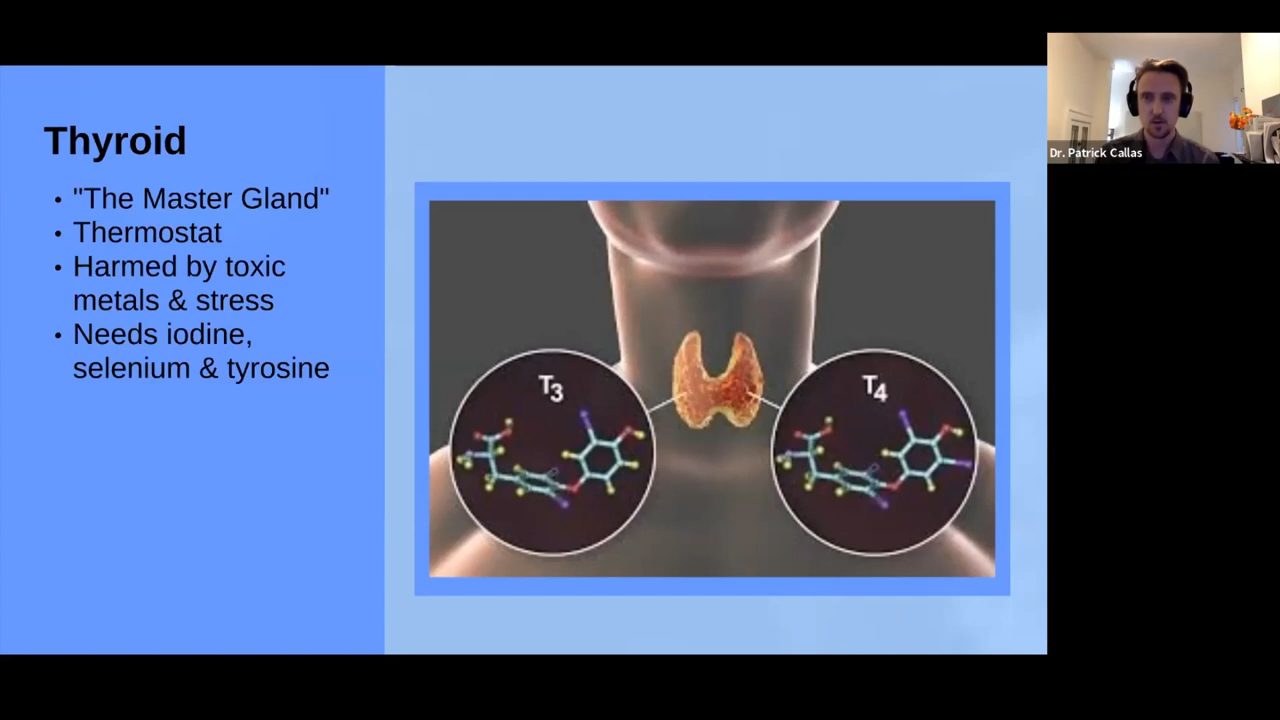 Thyroid
• "The Master Gland"
• Thermostat
• Harmed by toxic
metals & stress
• Needs iodine,
selenium & tyrosine
T3
T4
Dr. Patrick Callas